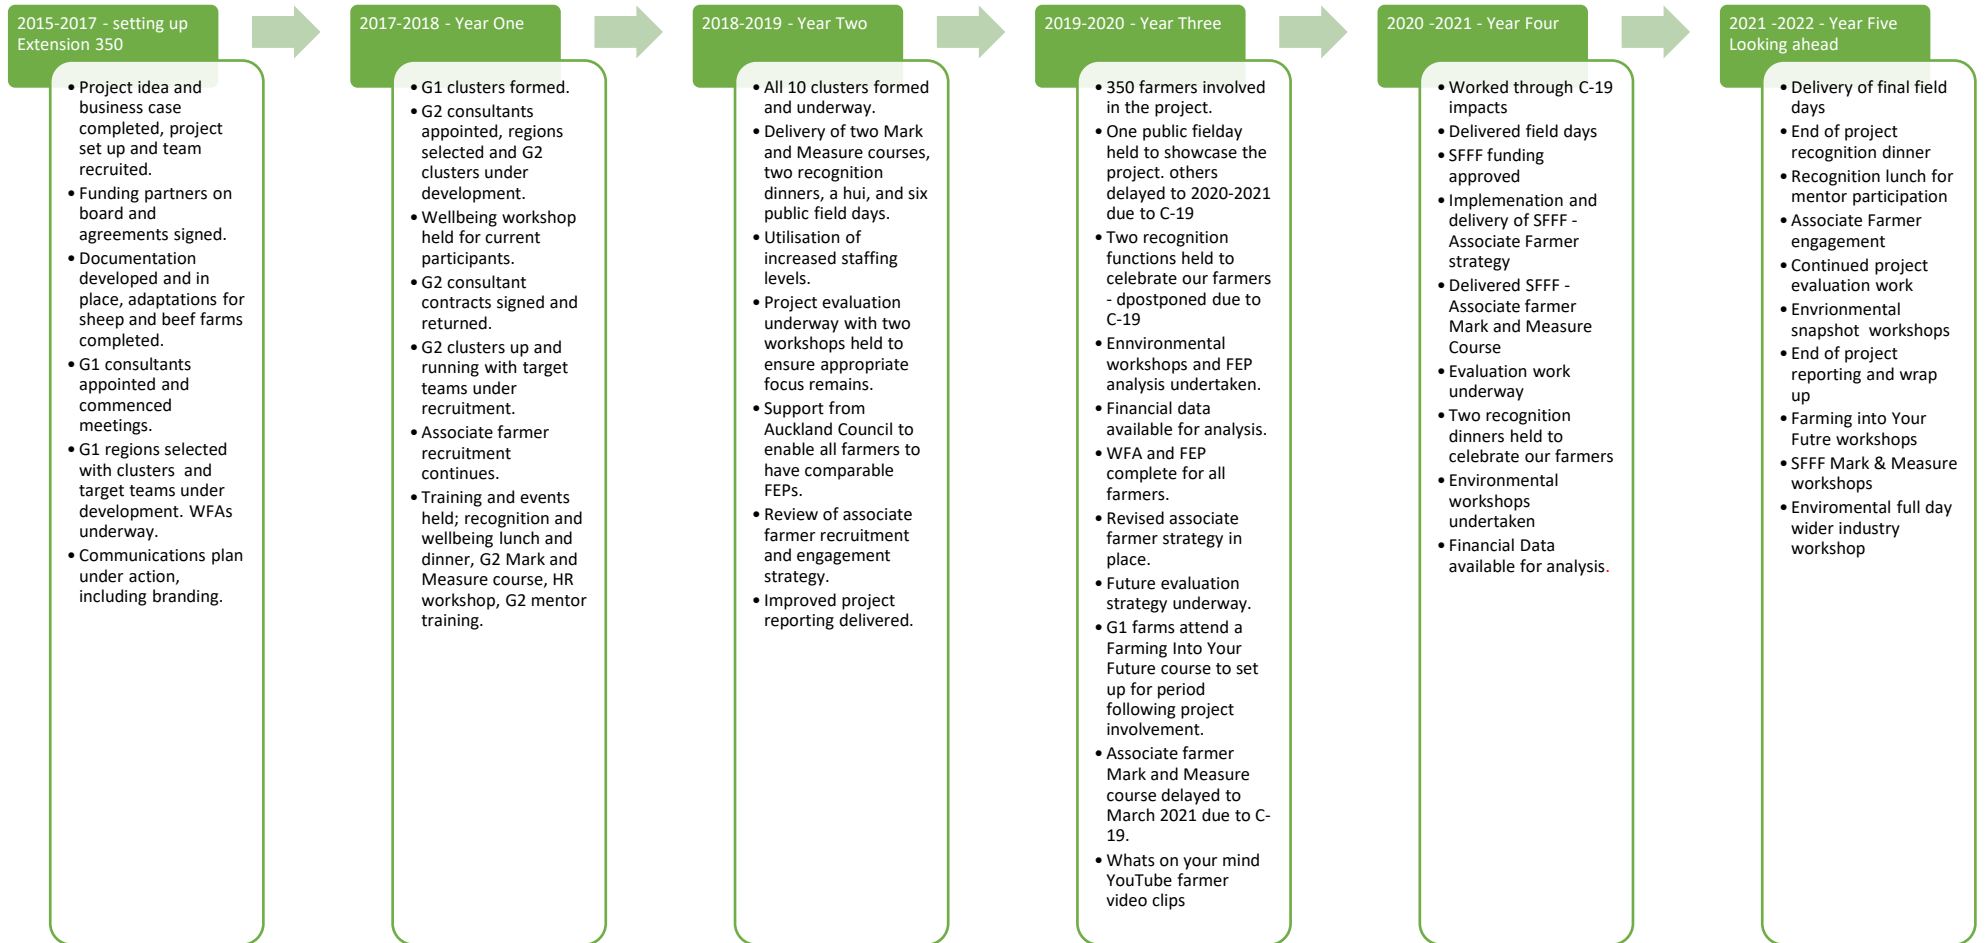 2015-2017 - setting up
Extension 350
• Project idea and
business case
completed, project
set up and team
recruited.
• Funding partners on
board and
agreements signed.
• Documentation
developed and in
place, adaptations for
sheep and beef farms
completed.
• G1 consultants
appointed and
commenced
meetings.
• G1 regions selected
with clusters and
target teams under
development. WFAs
underway.
• Communications plan
under action,
including branding.
2017-2018 - Year One
• G1 clusters formed.
• G2 consultants
appointed, regions
selected and G2
clusters under
development.
• Wellbeing workshop
held for current
participants.
• G2 consultant
contracts signed and
returned.
• G2 clusters up and
running with target
teams under
recruitment.
• Associate farmer
recruitment
continues.
• Training and events
held; recognition and
wellbeing lunch and
dinner, G2 Mark and
Measure course, HR
workshop, G2 mentor
training.
2018-2019 - Year Two
• All 10 clusters formed
and underway.
• Delivery of two Mark
and Measure courses,
two recognition
dinners, a hui, and six
public field days.
• Utilisation of
increased staffing
levels.
• Project evaluation
underway with two
workshops held to
ensure appropriate
focus remains.
• Support from
Auckland Council to
enable all farmers to
have comparable
FEPs.
• Review of associate
farmer recruitment
and engagement
strategy.
• Improved project
reporting delivered.
2019-2020 - Year Three
• 350 farmers involved
in the project.
• One public fielday
held to showcase the
project. others
delayed to 2020-2021
due to C-19
• Two recognition
functions held to
celebrate our farmers
- dpostponed due to
C-19
• Ennvironmental
workshops and FEP
analysis undertaken.
• Financial data
available for analysis.
• WFA and FEP
complete for all
farmers.
• Revised associate
farmer strategy in
place.
• Future evaluation
strategy underway.
• G1 farms attend a
Farming Into Your
Future course to set
up for period
following project
involvement.
• Associate farmer
Mark and Measure
course delayed to
March 2021 due to C-
19.
• Whats on your mind
YouTube farmer
video clips
2020 -2021 - Year Four
• Worked through C-19
impacts
• Delivered field days
• SFFF funding
approved
• Implemenation and
delivery of SFFF -
Associate Farmer
strategy
• Delivered SFFF -
Associate farmer
Mark and Measure
Course
• Evaluation work
underway
• Two recognition
dinners held to
celebrate our farmers
• Environmental
workshops
undertaken
• Financial Data
available for analysis.
2021 -2022 - Year Five
Looking ahead
• Delivery of final field
days
• End of project
recognition dinner
• Recognition lunch for
mentor participation
• Associate Farmer
engagement
• Continued project
evaluation work
• Envrionmental
snapshot workshops
• End of project
reporting and wrap
up
• Farming into Your
Futre workshops
• SFFF Mark & Measure
workshops
• Enviromental full day
wider industry
workshop